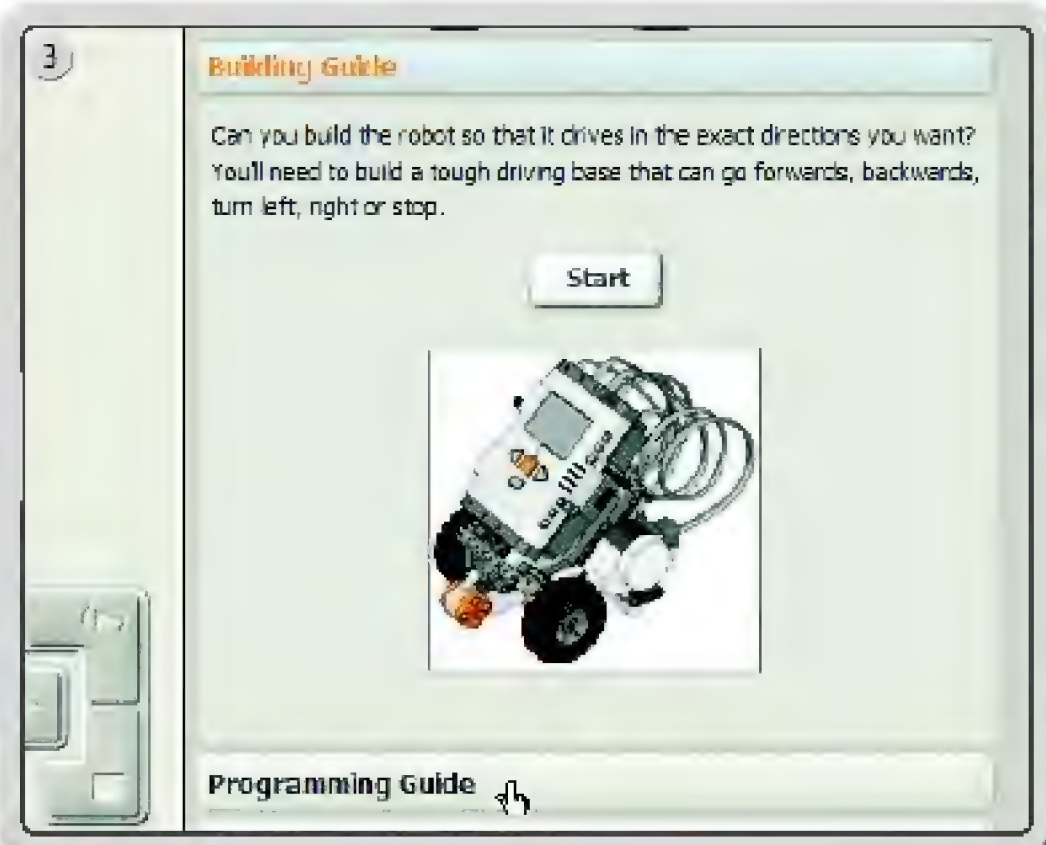 3
Building Guide
Can you build the robot so that it drives in the exact directions you want?
You'll need to build a tough driving base that can go forwards, backwards,
turn left, right or stop.
Start
Programming Guide